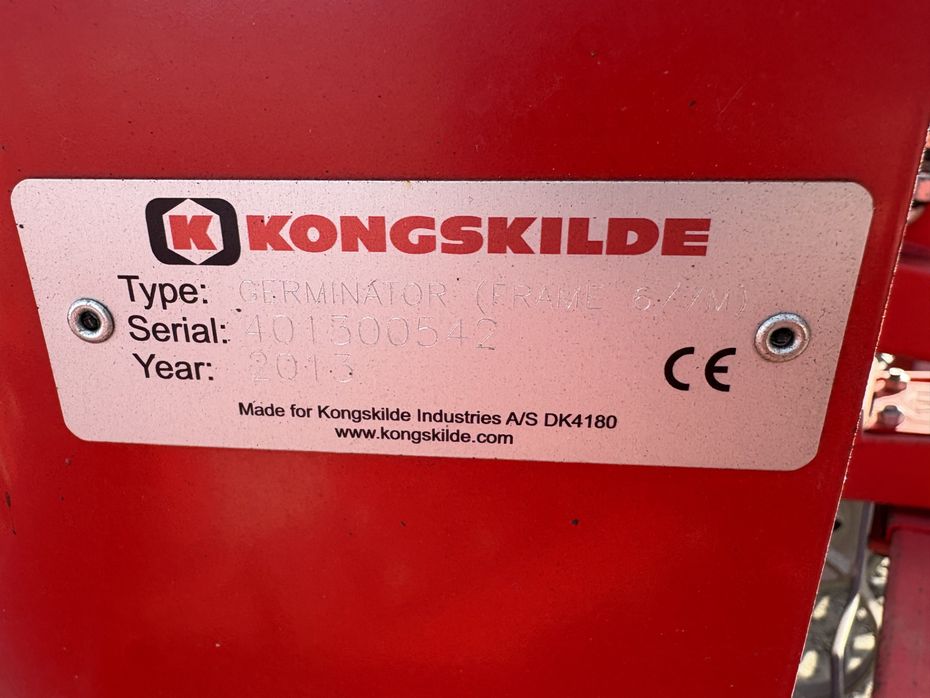 K KONGSKILDE
Type: GERMINATOR (FRAME 6/7M)
Serial: 401300542
Year: 2013
CE
Made for Kongskilde Industries A/S DK4180
www.kongskilde.com